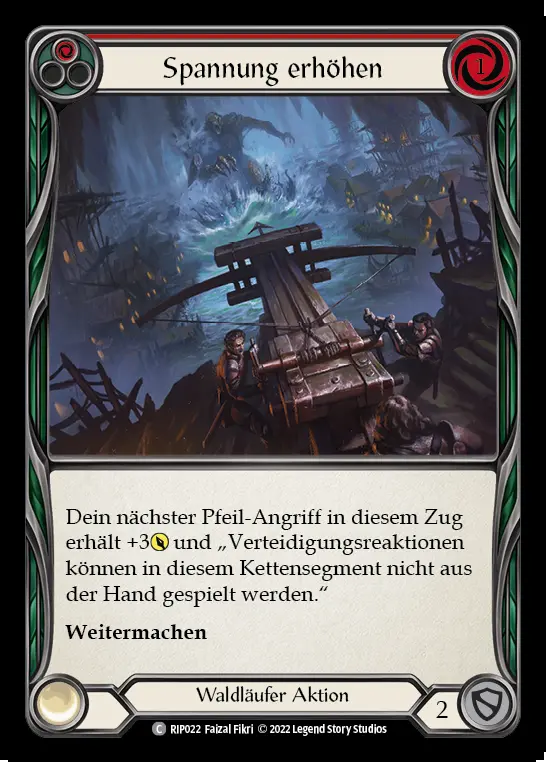 Spannung erhöhen
1
Dein nächster Pfeil-Angriff in diesem Zug
erhält +3 und „Verteidigungsreaktionen
können in diesem Kettensegment nicht aus
der Hand gespielt werden.“
Weitermachen
Waldläufer Aktion
2
C RIP022 Faizal Fikri © 2022 Legend Story Studios